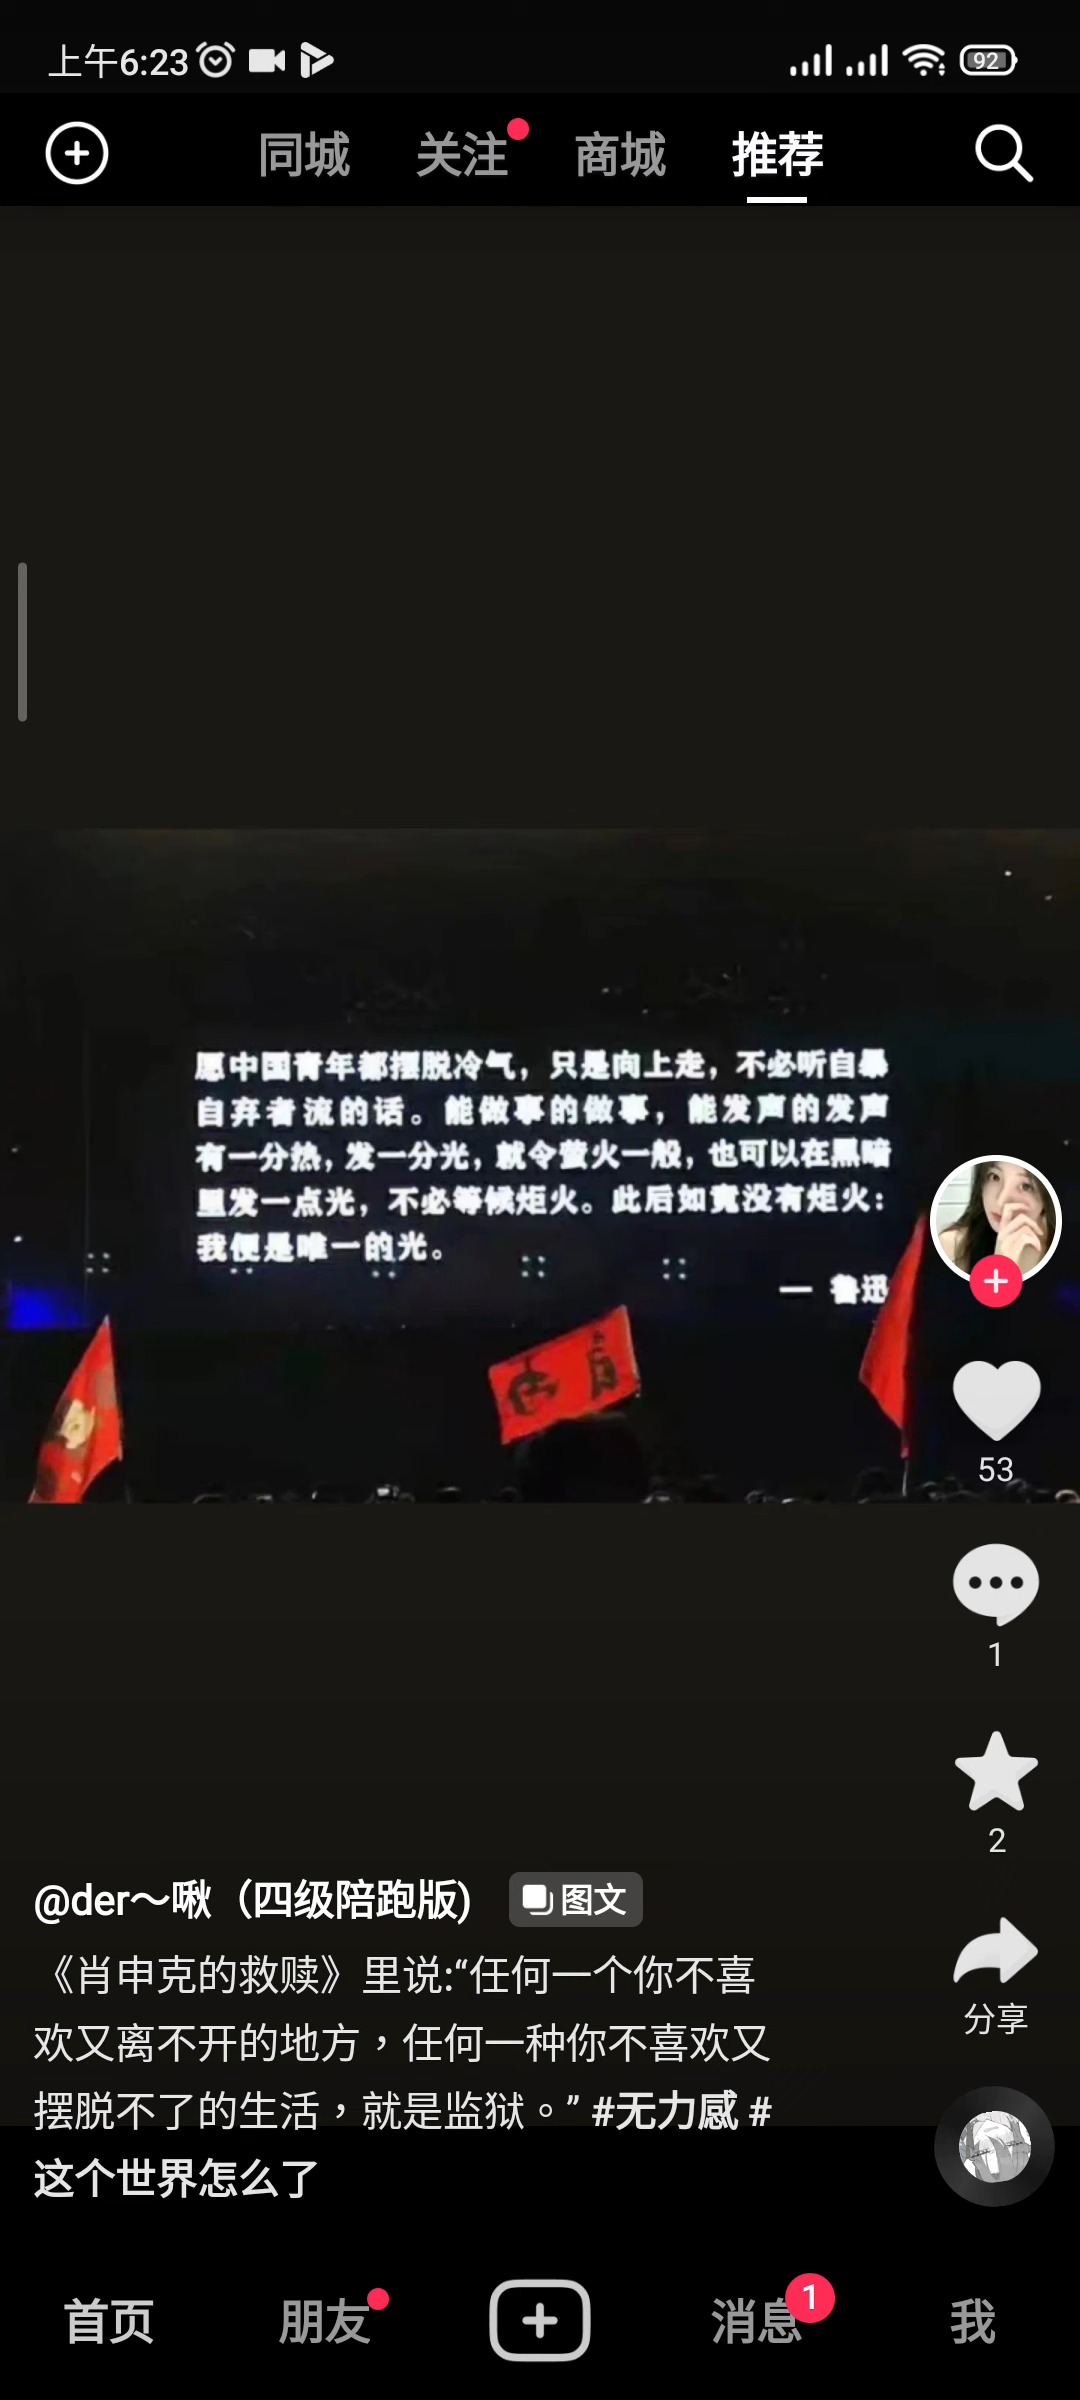 上午6:23
92
同城 关注 商城 推荐
愿中国青年都摆脱冷气，只是向上走，不必听自暴
自弃者流的话。能做事的做事，能发声的发声
有一分热，发一分光，就令萤火一般，也可以在黑暗
里发一点光，不必等候炬火。此后如竟没有炬火：
我便是唯一的光。
— 鲁迅
53
1
2
分享
@der～啾（四级陪跑版) 图文
《肖申克的救赎》里说:“任何一个你不喜
欢又离不开的地方，任何一种你不喜欢又
摆脱不了的生活，就是监狱。” #无力感 #
这个世界怎么了
首页 朋友 消息 1 我